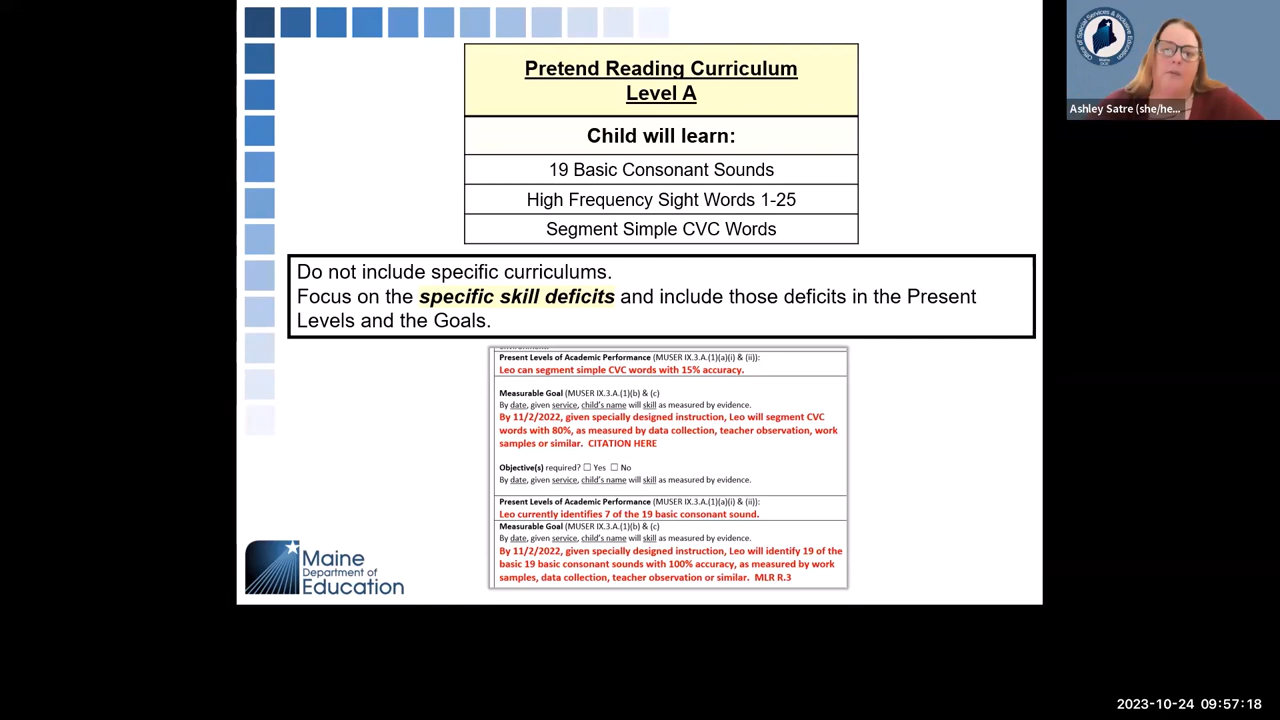 Pretend Reading Curriculum
Level A
Child will learn:
19 Basic Consonant Sounds
High Frequency Sight Words 1-25
Segment Simple CVC Words
Do not include specific curriculums.
Focus on the specific skill deficits and include those deficits in the Present
Levels and the Goals.
Present Levels of Academic Performance (MUSER IX.3.A.(1)(a)(i) & (ii)):
Leo can segment simple CVC words with 15% accuracy.
Measurable Goal (MUSER IX.3.A.(1)(b) & (c)
By date, given service, child's name will skill as measured by evidence.
By 11/2/2022, given specially designed instruction, Leo will segment CVC
words with 80%, as measured by data collection, teacher observation, work
samples or similar. CITATION HERE
Objective(s) required? ☐ Yes ☐ No
By date, given service, child's name will skill as measured by evidence.
Present Levels of Academic Performance (MUSER IX.3.A.(1)(a)(i) & (ii)):
Leo currently identifies 7 of the 19 basic consonant sound.
Measurable Goal (MUSER IX.3.A.(1)(b) & (c)
By date, given service, child's name will skill as measured by evidence.
By 11/2/2022, given specially designed instruction, Leo will identify 19 of the
basic 19 basic consonant sounds with 100% accuracy, as measured by work
samples, data collection, teacher observation or similar. MLR R.3
Maine
Department of
Education
Office of Special Services & Inclusive Education
Maine
DOE
Ashley Satre (she/he...
2023-10-24 09:57:18